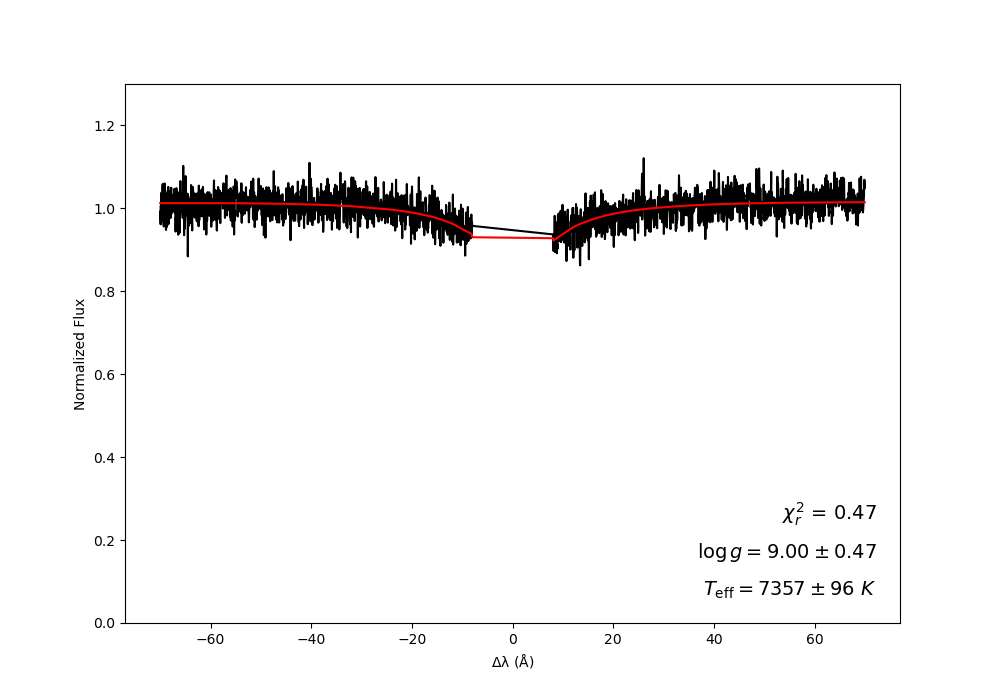 1.2
1.0
0.8
0.6
0.4
0.2
0.0
Normalized Flux
χ²ᵣ = 0.47
log g = 9.00 ± 0.47
T_eff = 7357 ± 96 K
−60 −40 −20 0 20 40 60
Δλ (Å)